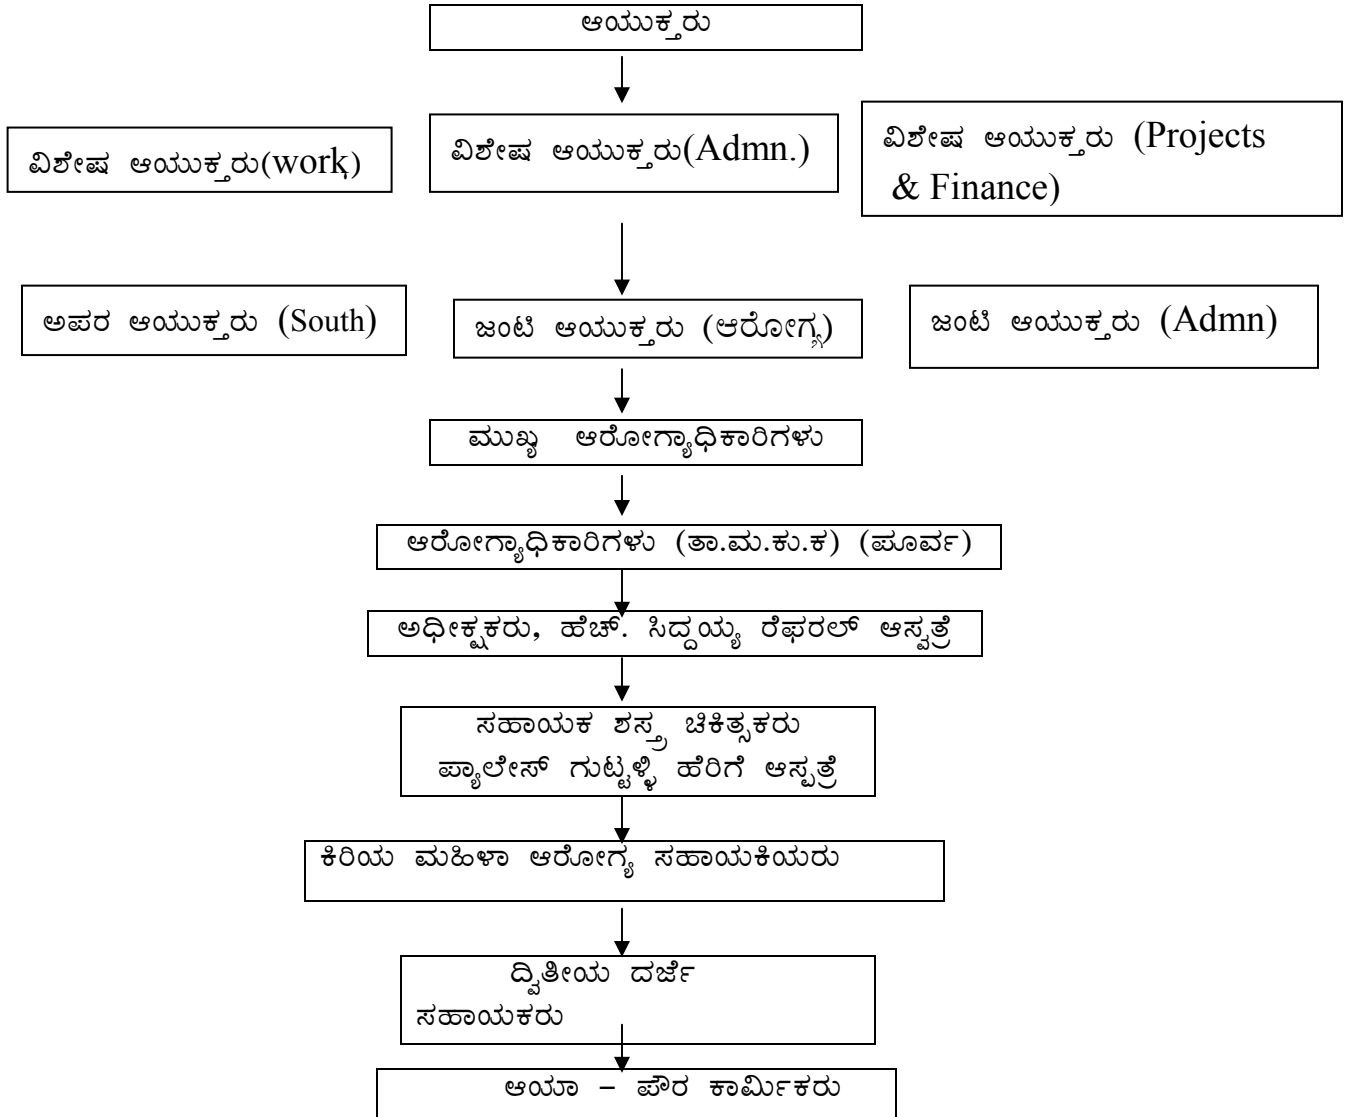 ಆಯುಕ್ತರು
ವಿಶೇಷ ಆಯುಕ್ತರು(work)
ವಿಶೇಷ ಆಯುಕ್ತರು(Admn.)
ವಿಶೇಷ ಆಯುಕ್ತರು (Projects
& Finance)
ಅಪರ ಆಯುಕ್ತರು (South)
ಜಂಟಿ ಆಯುಕ್ತರು (ಆರೋಗ್ಯ)
ಜಂಟಿ ಆಯುಕ್ತರು (Admn)
ಮುಖ್ಯ ಆರೋಗ್ಯಾಧಿಕಾರಿಗಳು
ಆರೋಗ್ಯಾಧಿಕಾರಿಗಳು (ತಾ.ಮ.ಕು.ಕ) (ಪೂರ್ವ)
ಅಧೀಕ್ಷಕರು, ಹೆಚ್. ಸಿದ್ದಯ್ಯ ರೆಫರಲ್ ಆಸ್ವತ್ರೆ
ಸಹಾಯಕ ಶಸ್ತ್ರ ಚಿಕಿತ್ಸಕರು
ಪ್ಯಾಲೇಸ್ ಗುಟ್ಟಳ್ಳಿ ಹೆರಿಗೆ ಆಸ್ಪತ್ರೆ
ಕಿರಿಯ ಮಹಿಳಾ ಆರೋಗ್ಯ ಸಹಾಯಕಿಯರು
ದ್ವಿತೀಯ ದರ್ಜೆ
ಸಹಾಯಕರು
ಆಯಾ – ಪೌರ ಕಾರ್ಮಿಕರು